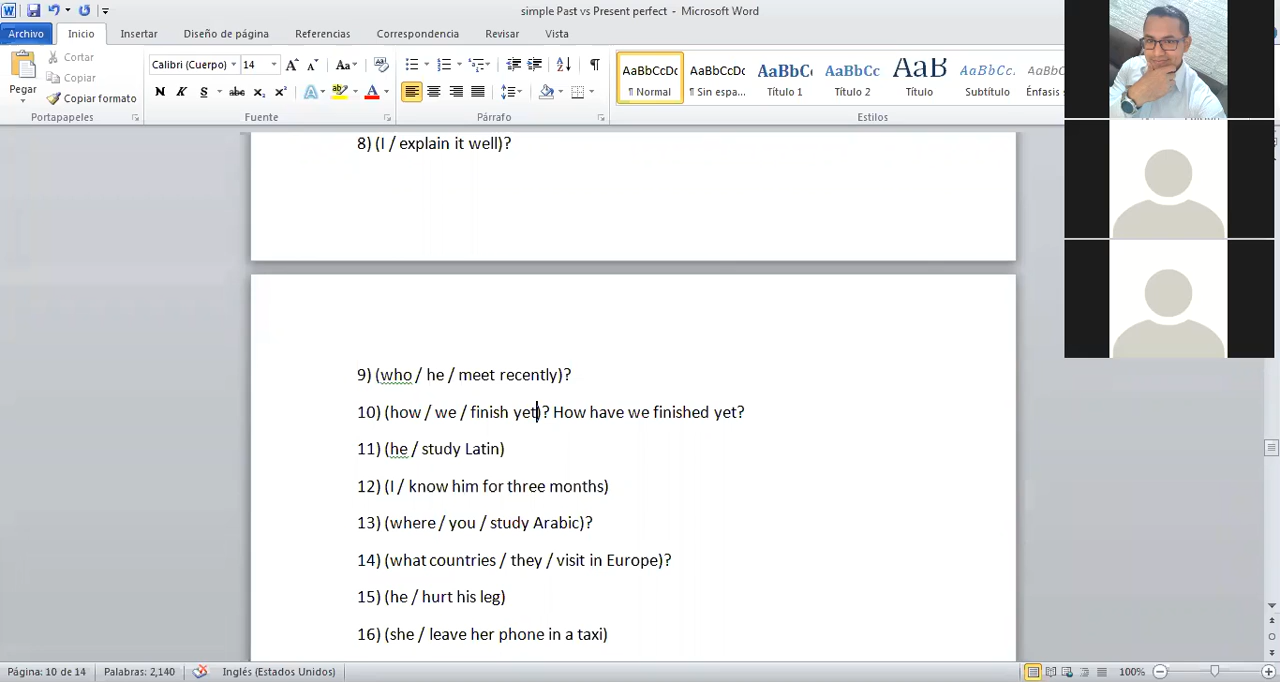 simple Past vs Present perfect - Microsoft Word
Archivo Inicio Insertar Diseño de página Referencias Correspondencia Revisar Vista
Pegar
Cortar
Copiar
Copiar formato
Portapapeles
Calibri (Cuerpo) 14
Fuente
Párrafo
AaBbCcDc AaBbCcDc AaBbC AaBbCc AaB AaBbCc AaBbCc
¶ Normal ¶ Sin espa... Título 1 Título 2 Título Subtítulo Énfasis
Estilos
8) (I / explain it well)?
9) (who / he / meet recently)?
10) (how / we / finish yet)? How have we finished yet?
11) (he / study Latin)
12) (I / know him for three months)
13) (where / you / study Arabic)?
14) (what countries / they / visit in Europe)?
15) (he / hurt his leg)
16) (she / leave her phone in a taxi)
Página: 10 de 14 Palabras: 2,140 Inglés (Estados Unidos) 100%